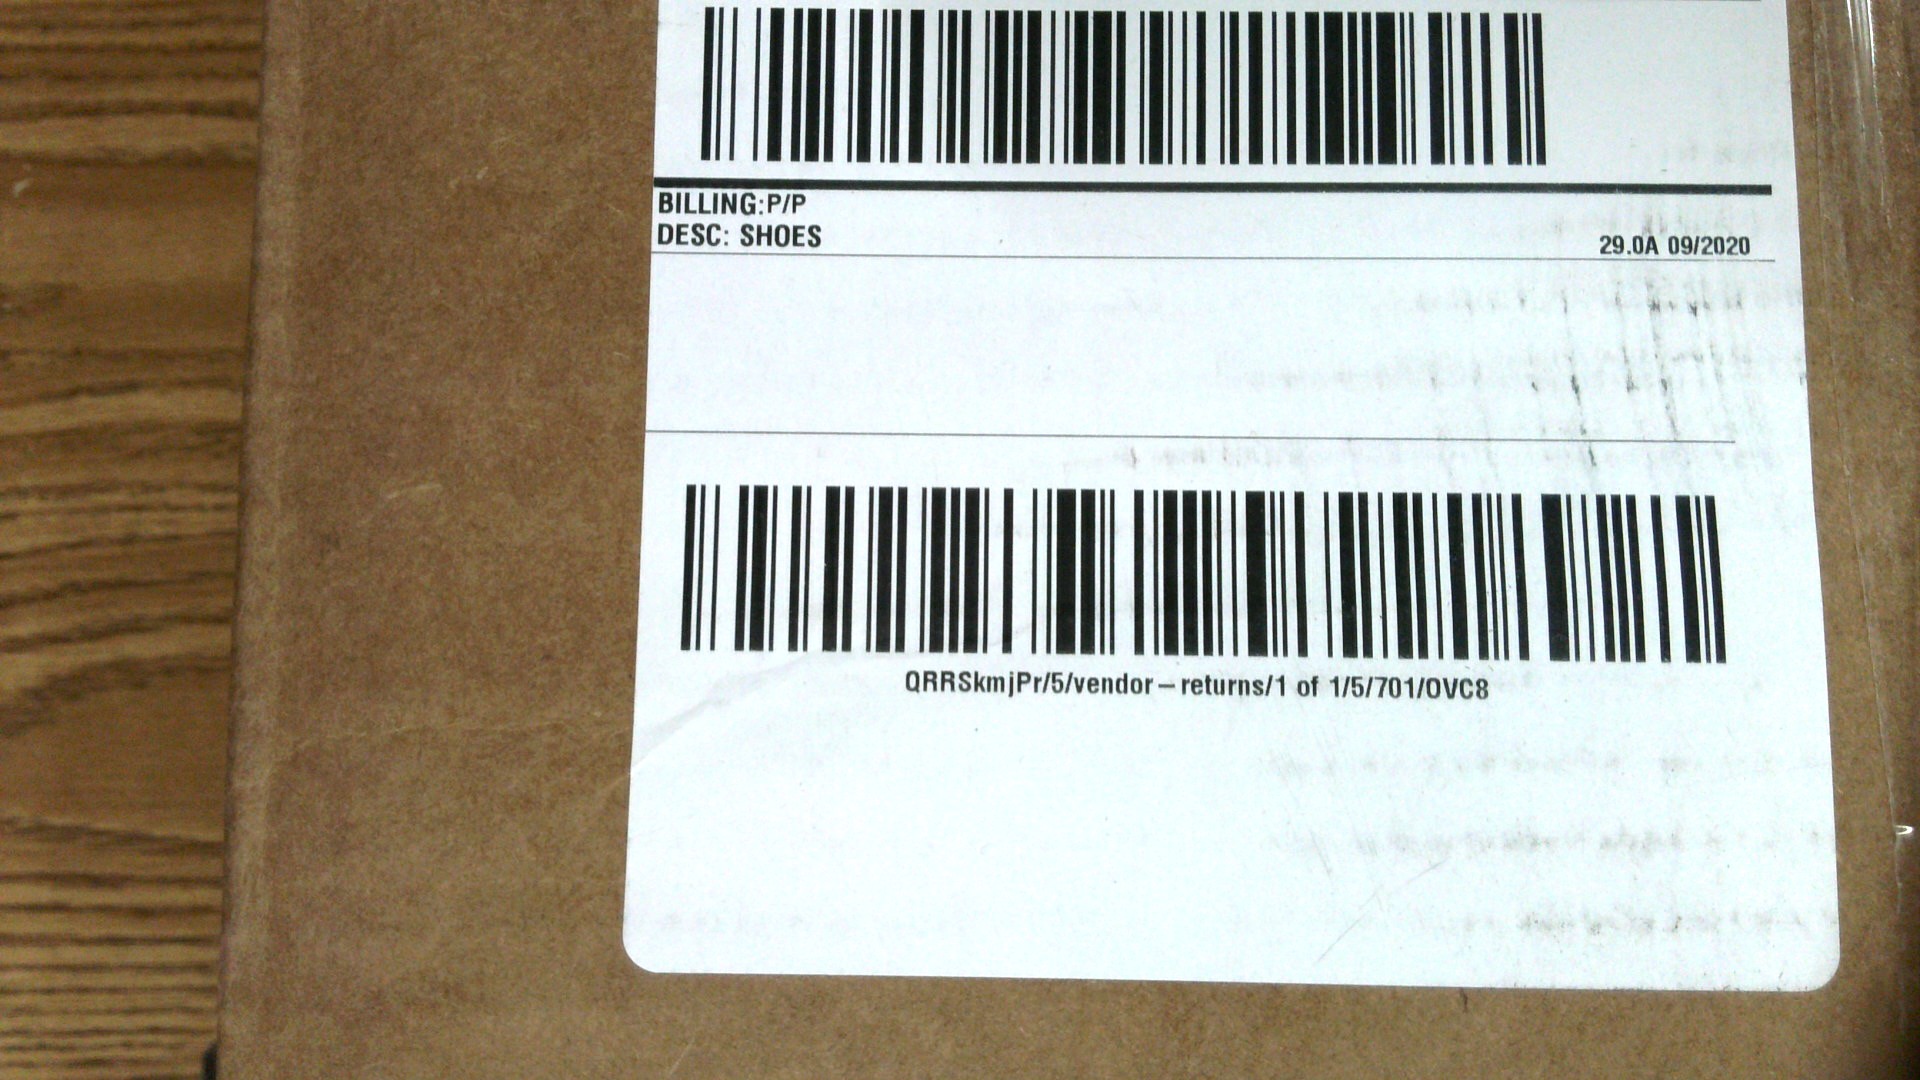 BILLING:P/P
DESC: SHOES
29.0A 09/2020
QRRSkmjPr/5/vendor–returns/1 of 1/5/701/OVC8